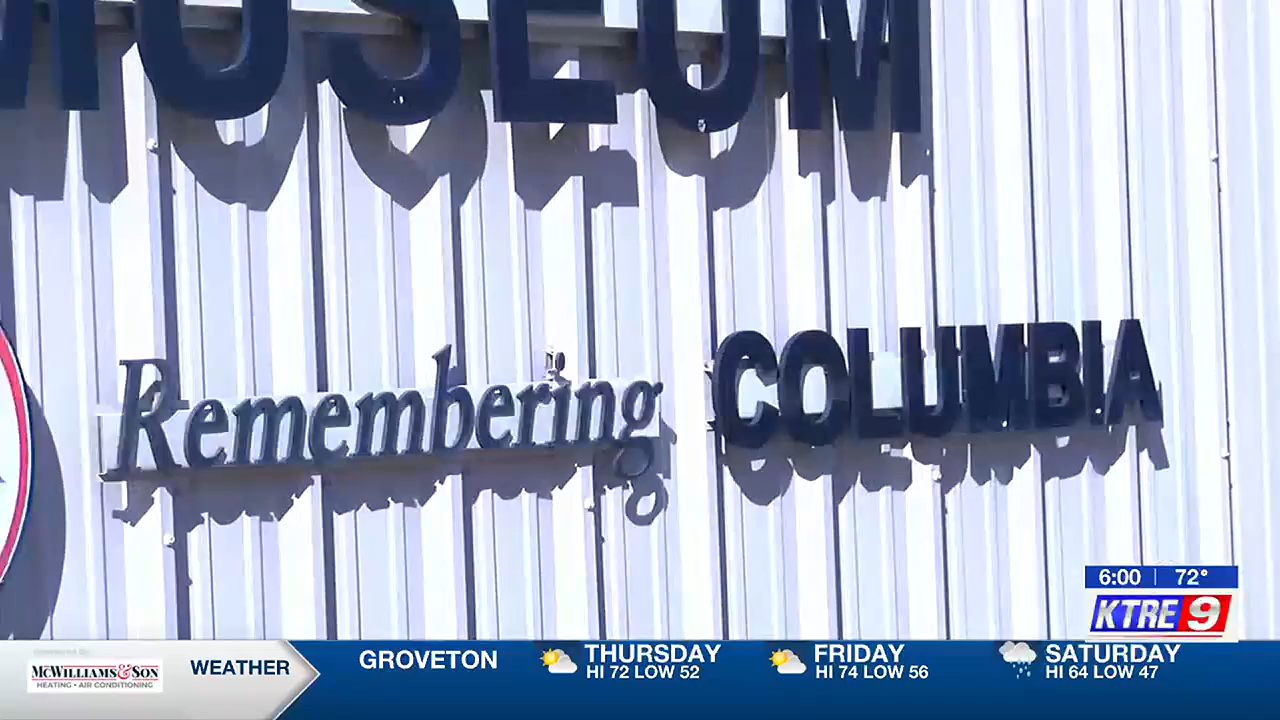 MUSEUM
Remembering COLUMBIA
6:00 72°
KTRE 9
McWILLIAMS & SON
HEATING • AIR CONDITIONING
WEATHER
GROVETON
THURSDAY
HI 72 LOW 52
FRIDAY
HI 74 LOW 56
SATURDAY
HI 64 LOW 47